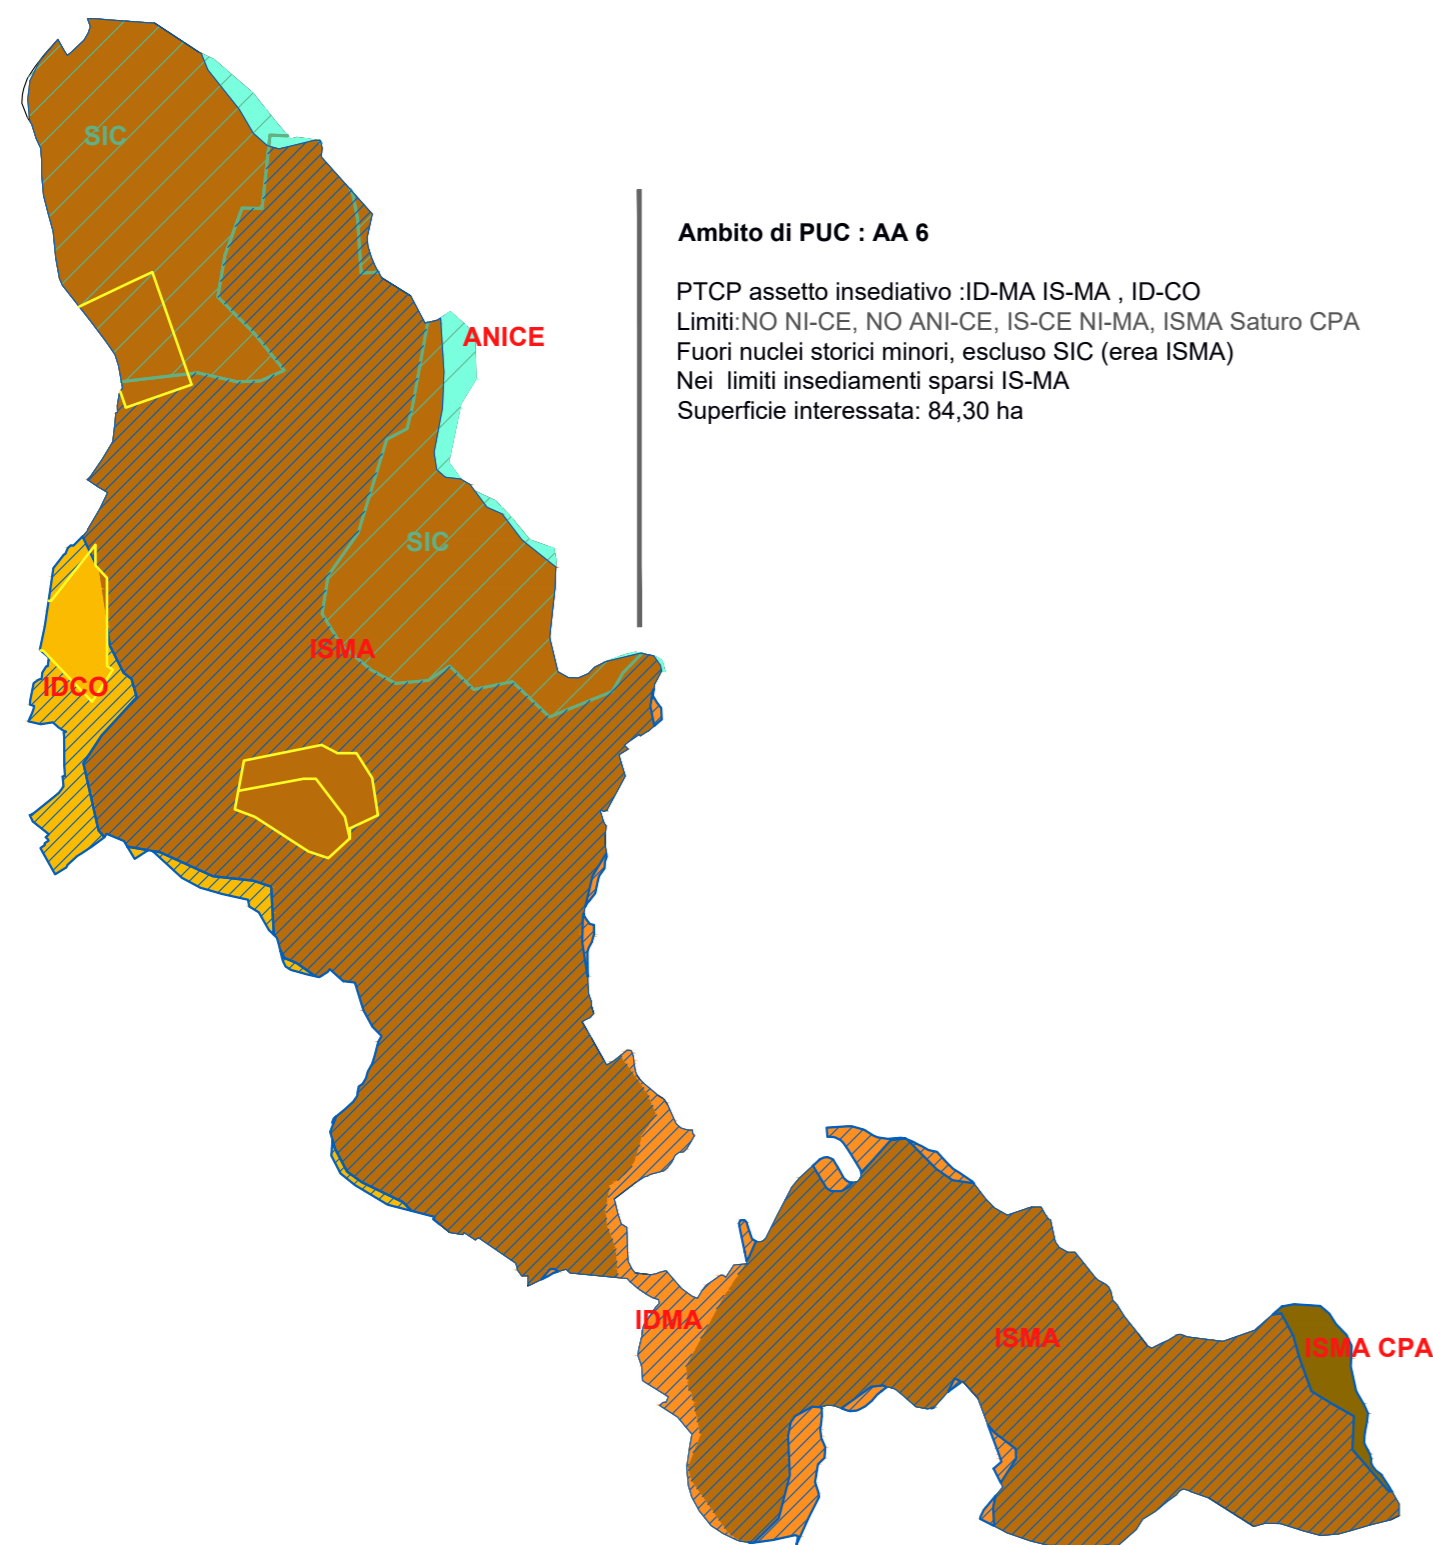 SIC
Ambito di PUC : AA 6
PTCP assetto insediativo :ID-MA IS-MA , ID-CO
Limiti:NO NI-CE, NO ANI-CE, IS-CE NI-MA, ISMA Saturo CPA
Fuori nuclei storici minori, escluso SIC (erea ISMA)
Nei limiti insediamenti sparsi IS-MA
Superficie interessata: 84,30 ha
ANICE
SIC
ISMA
IDCO
IDMA
ISMA
ISMA CPA